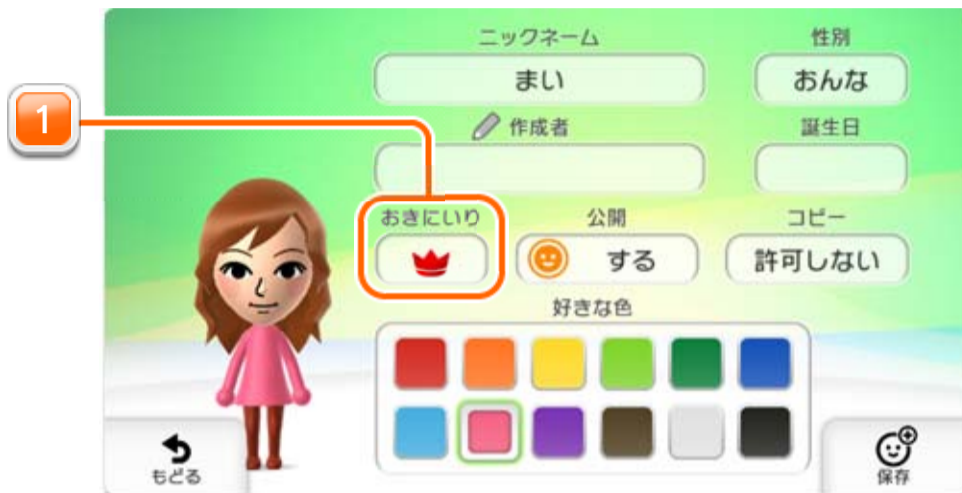 ニックネーム 性別
まい おんな
1
作成者 誕生日
おきにいり 公開 コピー
する 許可しない
好きな色
もどる 保存